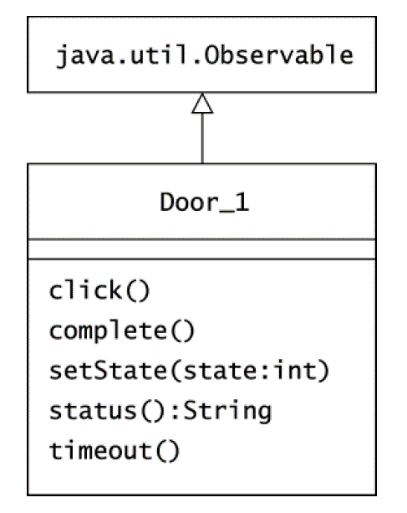 java.util.Observable
Door_1
click()
complete()
setState(state:int)
status():String
timeout()